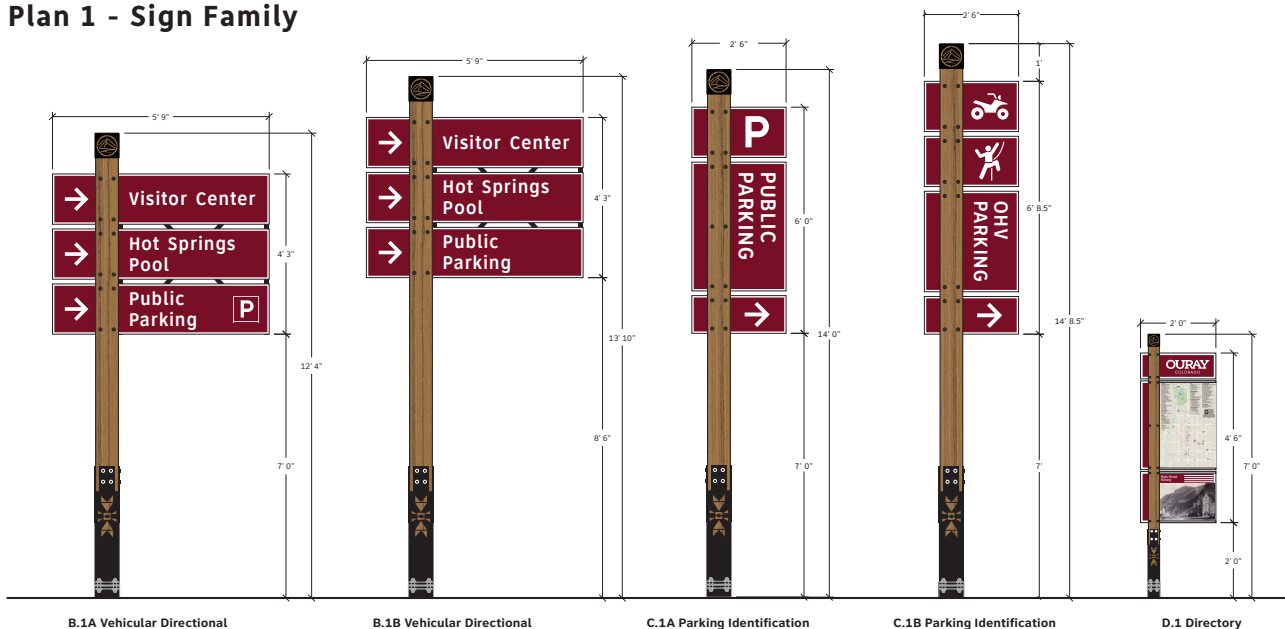 Plan 1 - Sign Family
5' 9"
Visitor Center
Hot Springs
Pool
Public
Parking
P
4' 3"
12' 4"
7' 0"
B.1A Vehicular Directional
5' 9"
Visitor Center
Hot Springs
Pool
Public
Parking
4' 3"
13' 10"
8' 6"
B.1B Vehicular Directional
2' 6"
P
PUBLIC
PARKING
6' 0"
14' 0"
7' 0"
C.1A Parking Identification
2' 6"
1'
OHV
PARKING
6' 8.5"
14' 8.5"
7'
C.1B Parking Identification
2' 0"
OURAY
COLORADO
4' 6"
7' 0"
2' 0"
D.1 Directory